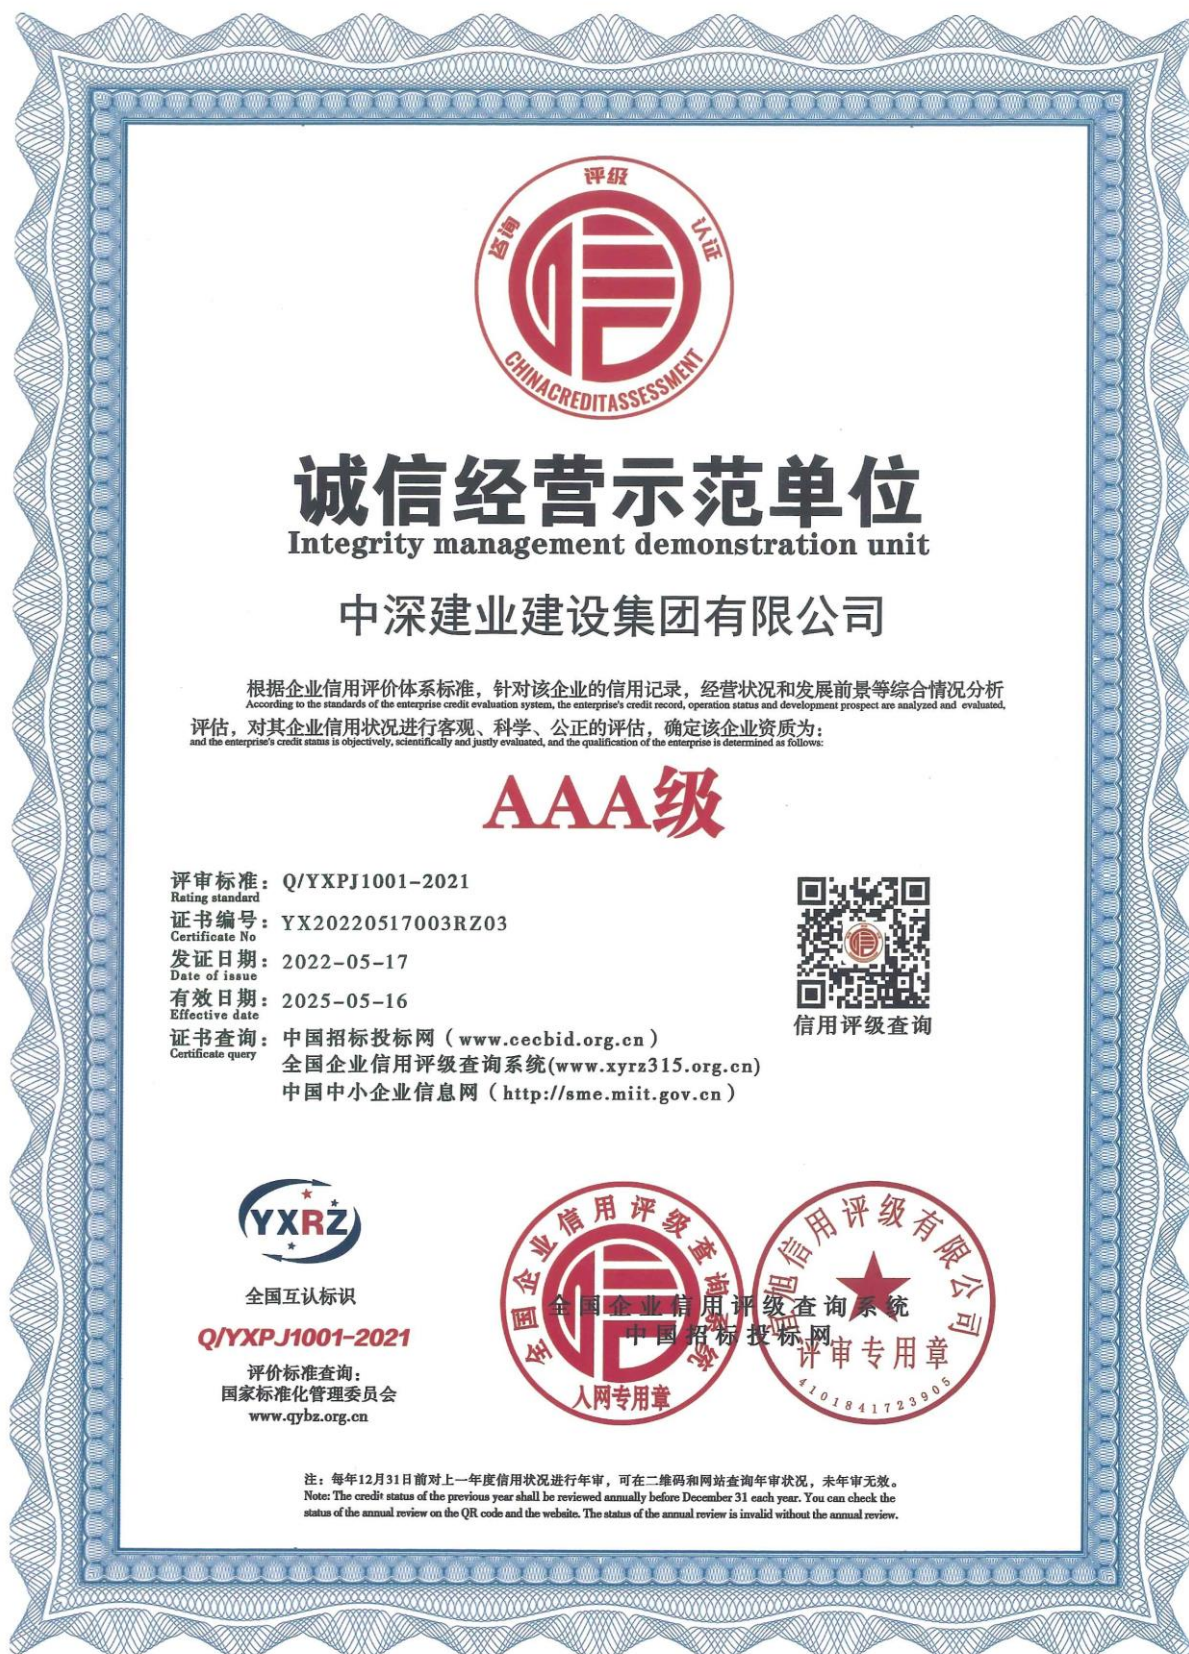 咨询 评级 认证
CHINACREDITASSESSMENT
诚信经营示范单位
Integrity management demonstration unit
中深建业建设集团有限公司
根据企业信用评价体系标准，针对该企业的信用记录，经营状况和发展前景等综合情况分析
According to the standards of the enterprise credit evaluation system, the enterprise's credit record, operation status and development prospect are analyzed and evaluated,
评估，对其企业信用状况进行客观、科学、公正的评估，确定该企业资质为：
and the enterprise's credit status is objectively, scientifically and justly evaluated, and the qualification of the enterprise is determined as follows:
AAA级
评审标准：Q/YXPJ1001-2021
Rating standard
证书编号：YX20220517003RZ03
Certificate No
发证日期：2022-05-17
Date of issue
有效日期：2025-05-16
Effective date
证书查询：中国招标投标网（www.cecbid.org.cn）
Certificate query
全国企业信用评级查询系统(www.xyrz315.org.cn)
中国中小企业信息网（http://sme.miit.gov.cn）
信用评级查询
YXRZ
全国互认标识
Q/YXPJ1001-2021
评价标准查询：
国家标准化管理委员会
www.qybz.org.cn
全国企业信用评级查询系统
入网专用章
旭信用评级有限公司
评审专用章
4101841723905
全国企业信用评级查询系统
中国招标投标网
注：每年12月31日前对上一年度信用状况进行年审，可在二维码和网站查询年审状况，未年审无效。
Note: The credit status of the previous year shall be reviewed annually before December 31 each year. You can check the
status of the annual review on the QR code and the website. The status of the annual review is invalid without the annual review.